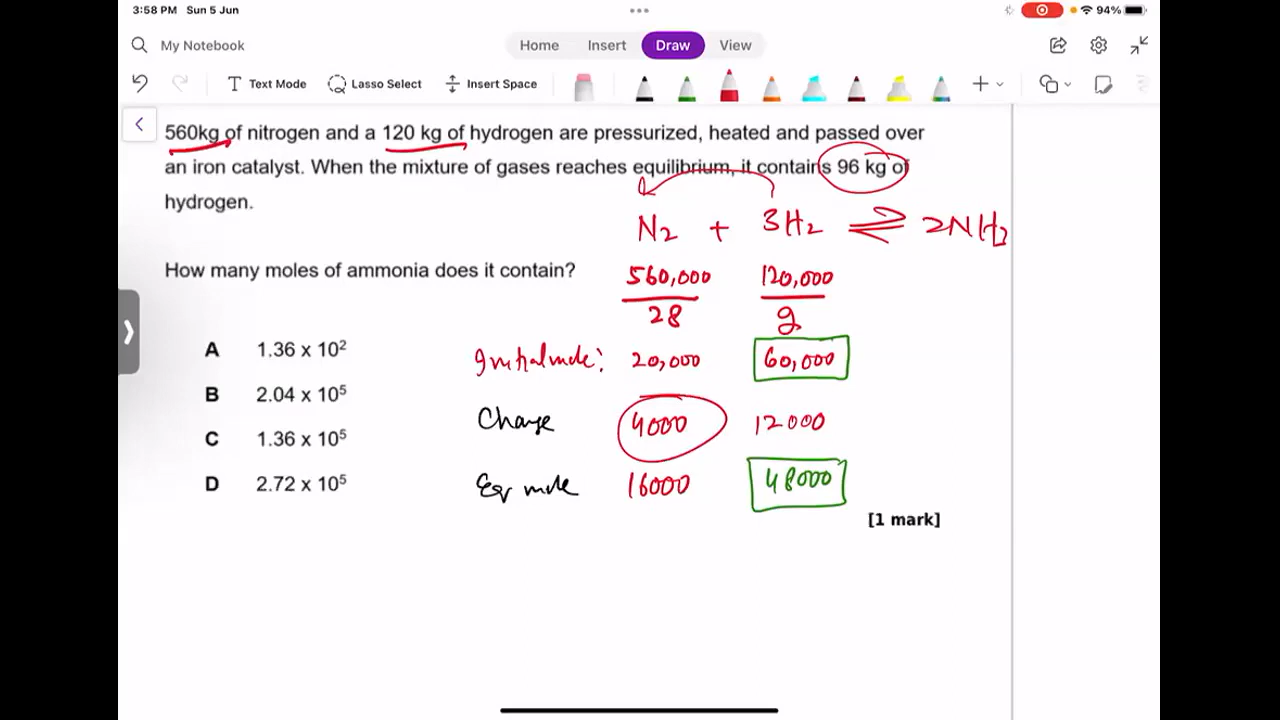 3:58 PM Sun 5 Jun
94%
My Notebook
Home Insert Draw View
Text Mode Lasso Select Insert Space
560kg of nitrogen and a 120 kg of hydrogen are pressurized, heated and passed over
an iron catalyst. When the mixture of gases reaches equilibrium, it contains 96 kg of
hydrogen.
N2 + 3H2 ⇌ 2NH3
How many moles of ammonia does it contain?
560,000 120,000
28 2
A 1.36 x 10²
Initial mole: 20,000 60,000
B 2.04 x 10⁵
Change 4000 12000
C 1.36 x 10⁵
D 2.72 x 10⁵
Eq mole 16000 48000
[1 mark]